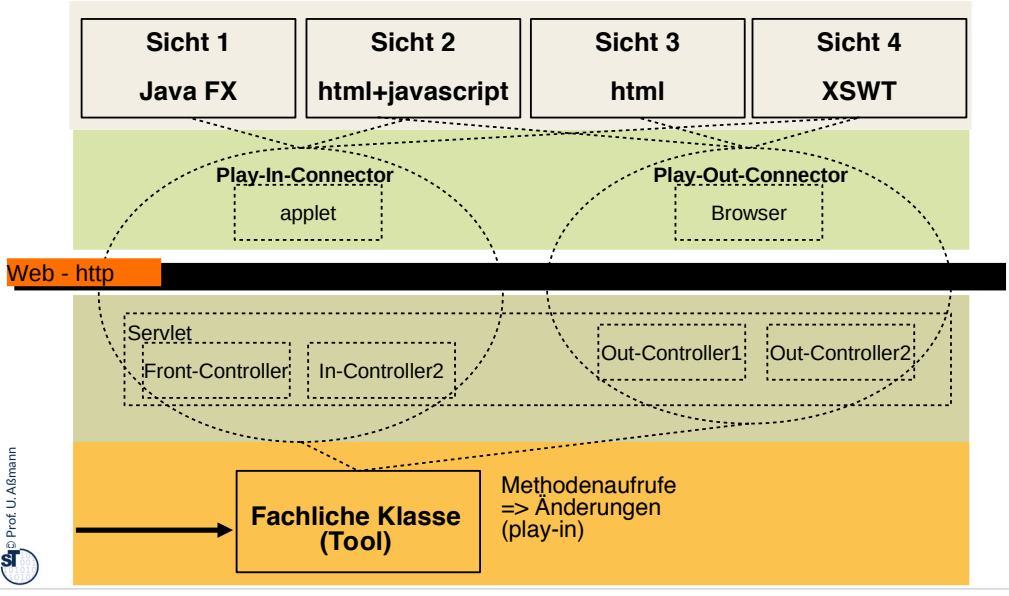 Sicht 1
Java FX
Sicht 2
html+javascript
Sicht 3
html
Sicht 4
XSWT
Play-In-Connector
applet
Play-Out-Connector
Browser
Web - http
Servlet
Front-Controller
In-Controller2
Out-Controller1
Out-Controller2
Fachliche Klasse
(Tool)
Methodenaufrufe
=> Änderungen
(play-in)
© Prof. U. Aßmann
ST